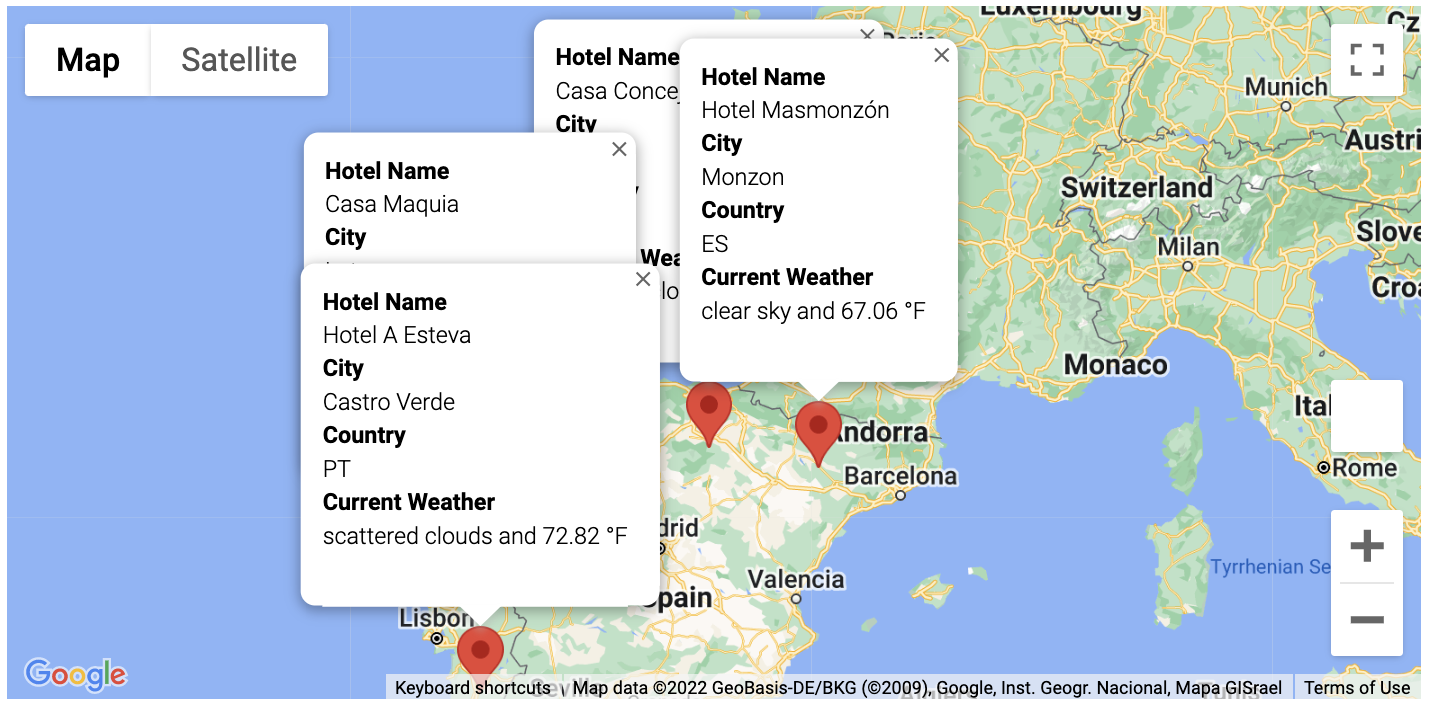 Map
Satellite
Luxembourg
Paris
Munich
Austri
Switzerland
Milan
Slove
Croa
Monaco
Ital
Rome
Andorra
Barcelona
Valencia
Tyrrhenian Se
drid
Spain
Lisbon
Seville
Hotel Name
Casa Conce
City
Wea
lo
Hotel Name
Hotel Masmonzón
City
Monzon
Country
ES
Current Weather
clear sky and 67.06 °F
Hotel Name
Casa Maquia
City
Hotel Name
Hotel A Esteva
City
Castro Verde
Country
PT
Current Weather
scattered clouds and 72.82 °F
Google
Keyboard shortcuts
Map data ©2022 GeoBasis-DE/BKG (©2009), Google, Inst. Geogr. Nacional, Mapa GISrael
Terms of Use